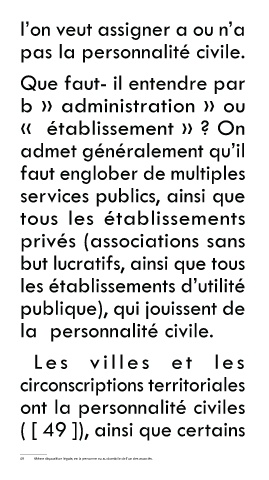 l'on veut assigner a ou n'a
pas la personnalité civile.
Que faut- il entendre par
b » administration » ou
« établissement » ? On
admet généralement qu'il
faut englober de multiples
services publics, ainsi que
tous les établissements
privés (associations sans
but lucratifs, ainsi que tous
les établissements d'utilité
publique), qui jouissent de
la personnalité civile.
Les villes et les
circonscriptions territoriales
ont la personnalité civiles
( [ 49 ]), ainsi que certains